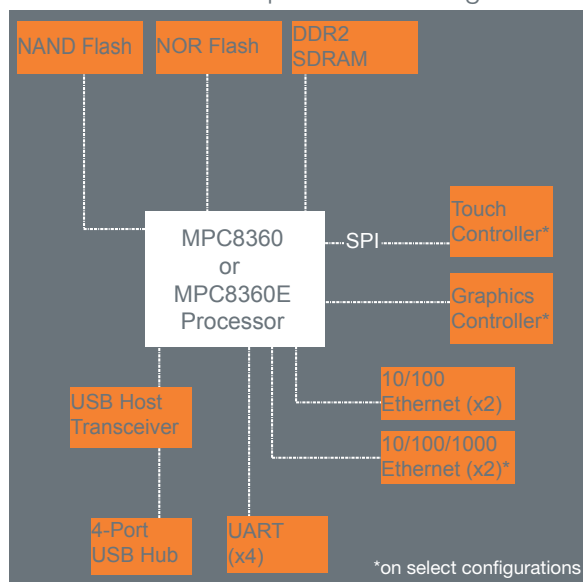 NAND Flash
NOR Flash
DDR2
SDRAM
MPC8360
or
MPC8360E
Processor
SPI
Touch
Controller*
Graphics
Controller*
10/100
Ethernet (x2)
10/100/1000
Ethernet (x2)*
USB Host
Transceiver
4-Port
USB Hub
UART
(x4)
*on select configurations